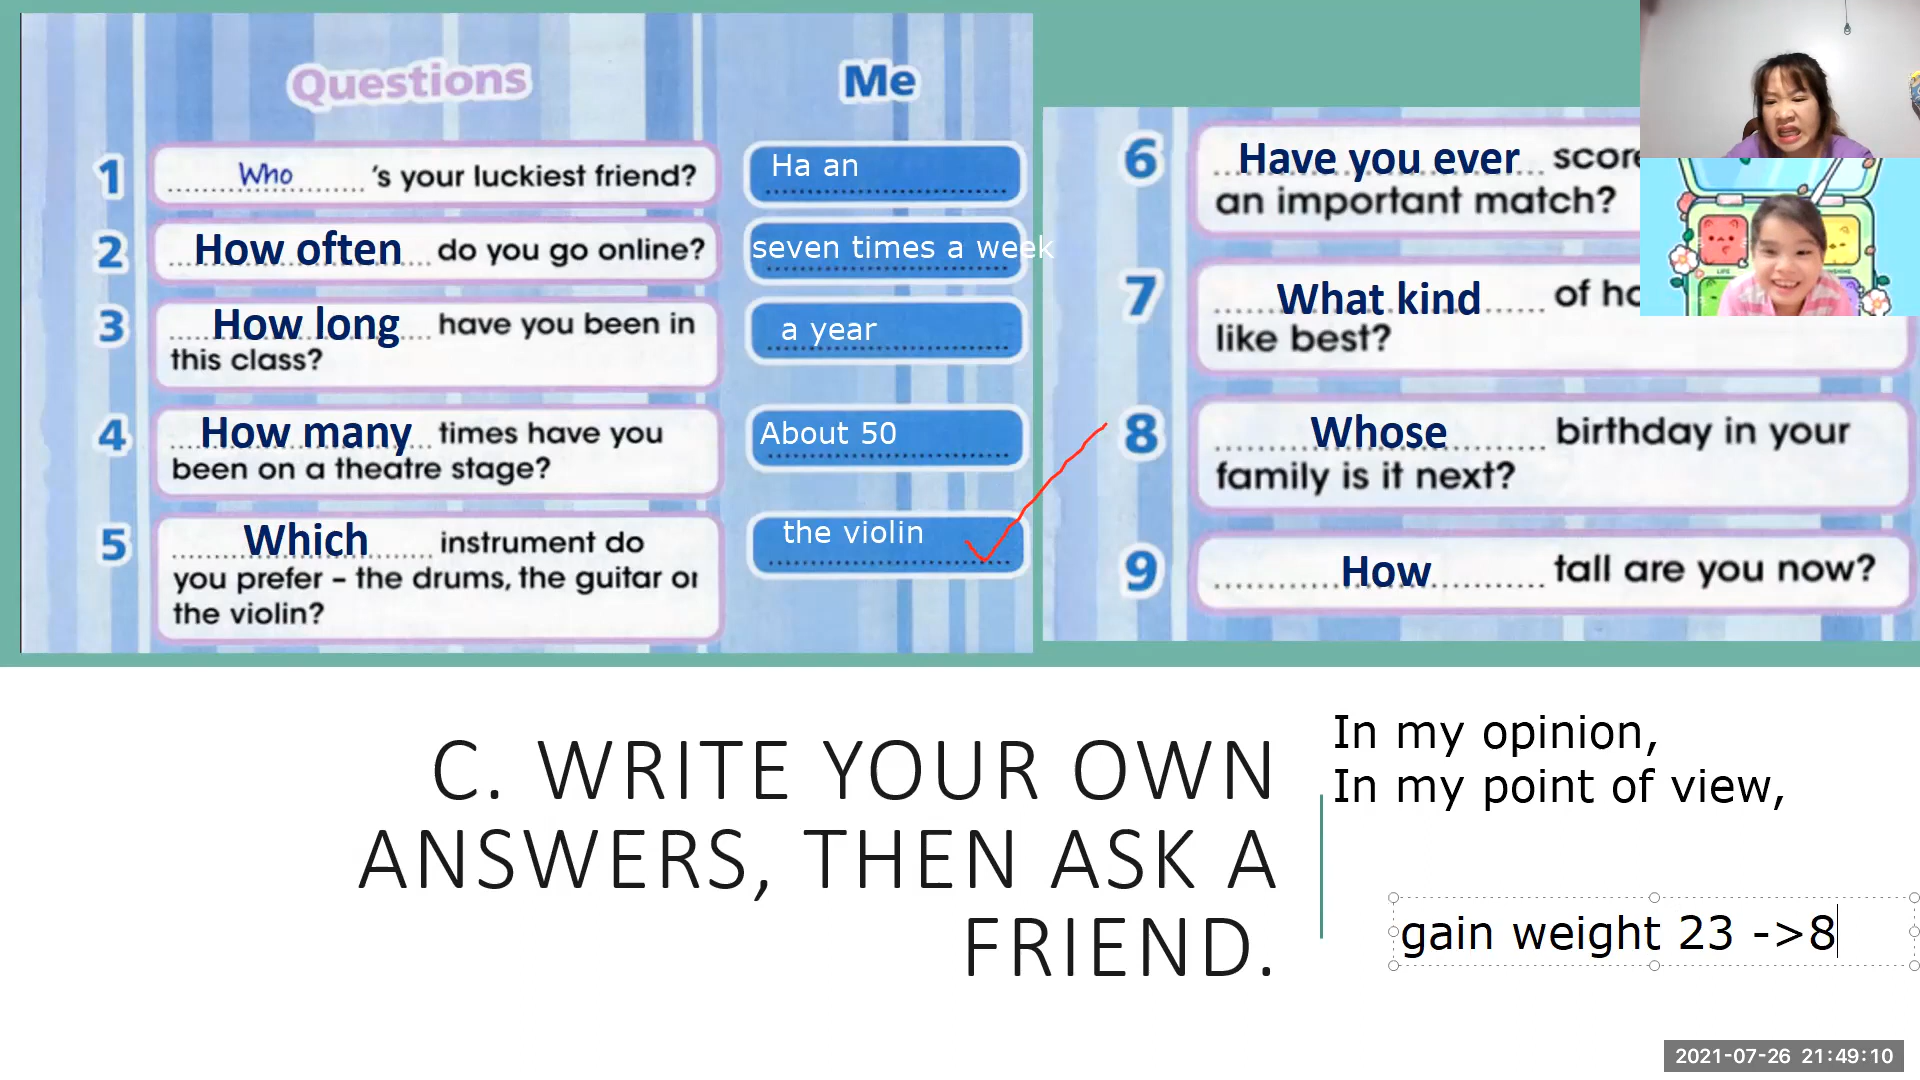 Questions
Me
1 Who 's your luckiest friend?
Ha an
2 How often do you go online?
seven times a week
3 How long have you been in
this class?
a year
4 How many times have you
been on a theatre stage?
About 50
5 Which instrument do
you prefer – the drums, the guitar or
the violin?
the violin
6 Have you ever
an important match?
7 What kind of
like best?
8 Whose birthday in your
family is it next?
9 How tall are you now?
C. WRITE YOUR OWN
ANSWERS, THEN ASK A
FRIEND.
In my opinion,
In my point of view,
gain weight 23 ->8
2021-07-26 21:49:10